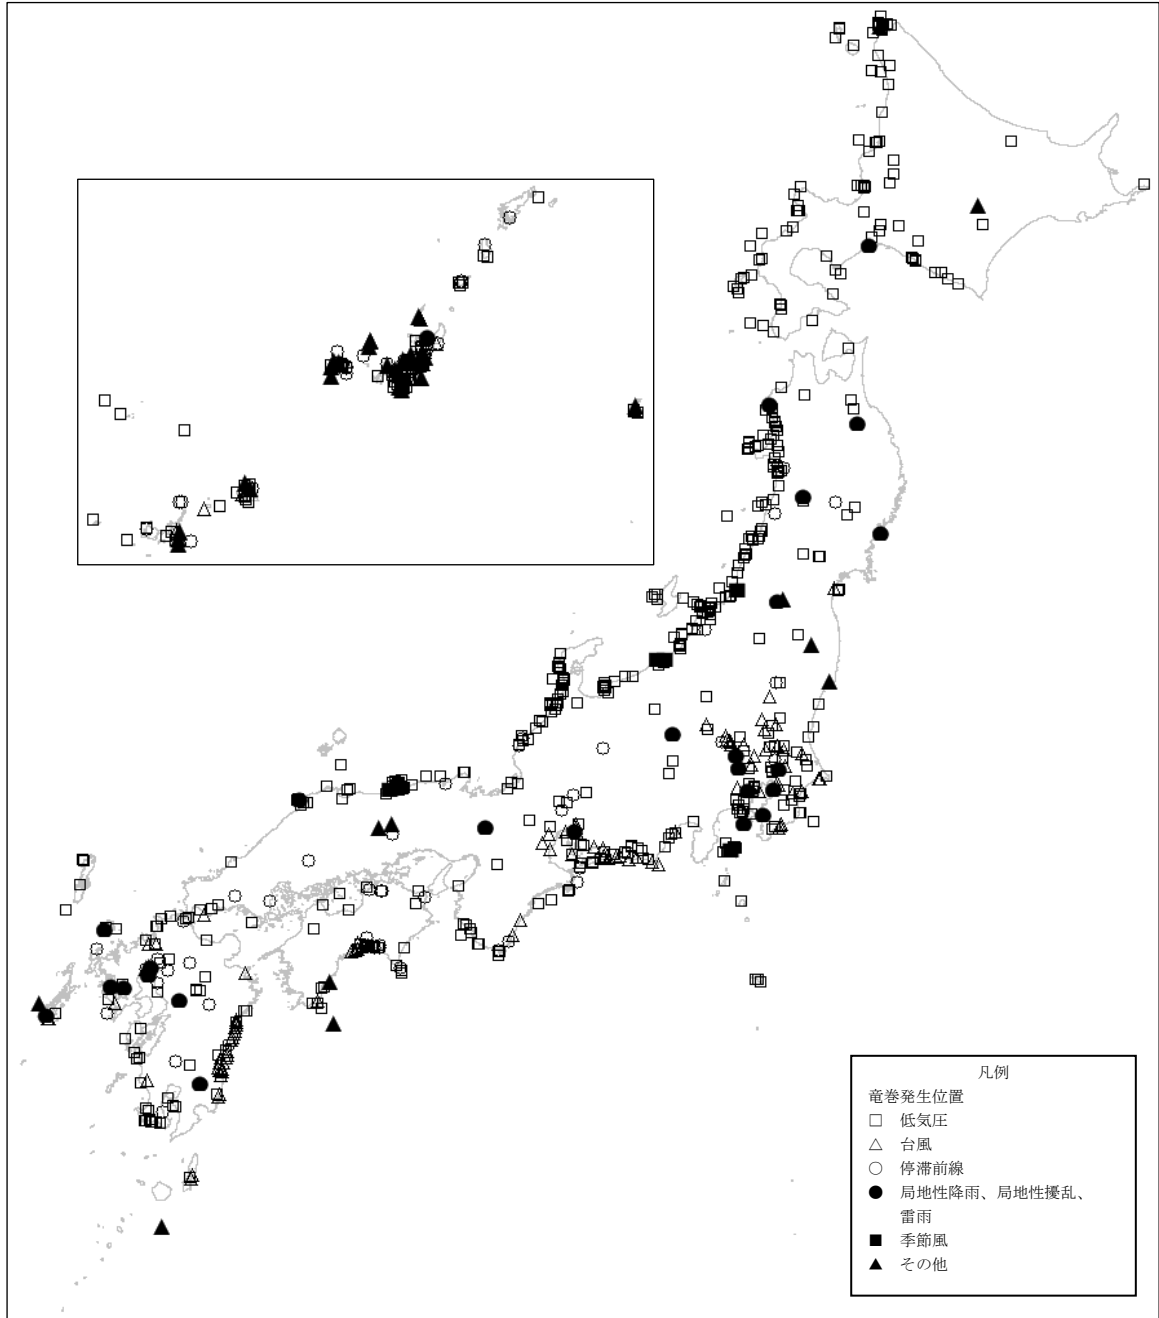 凡例
竜巻発生位置
□ 低気圧
△ 台風
○ 停滞前線
● 局地性降雨、局地性擾乱、
雷雨
■ 季節風
▲ その他